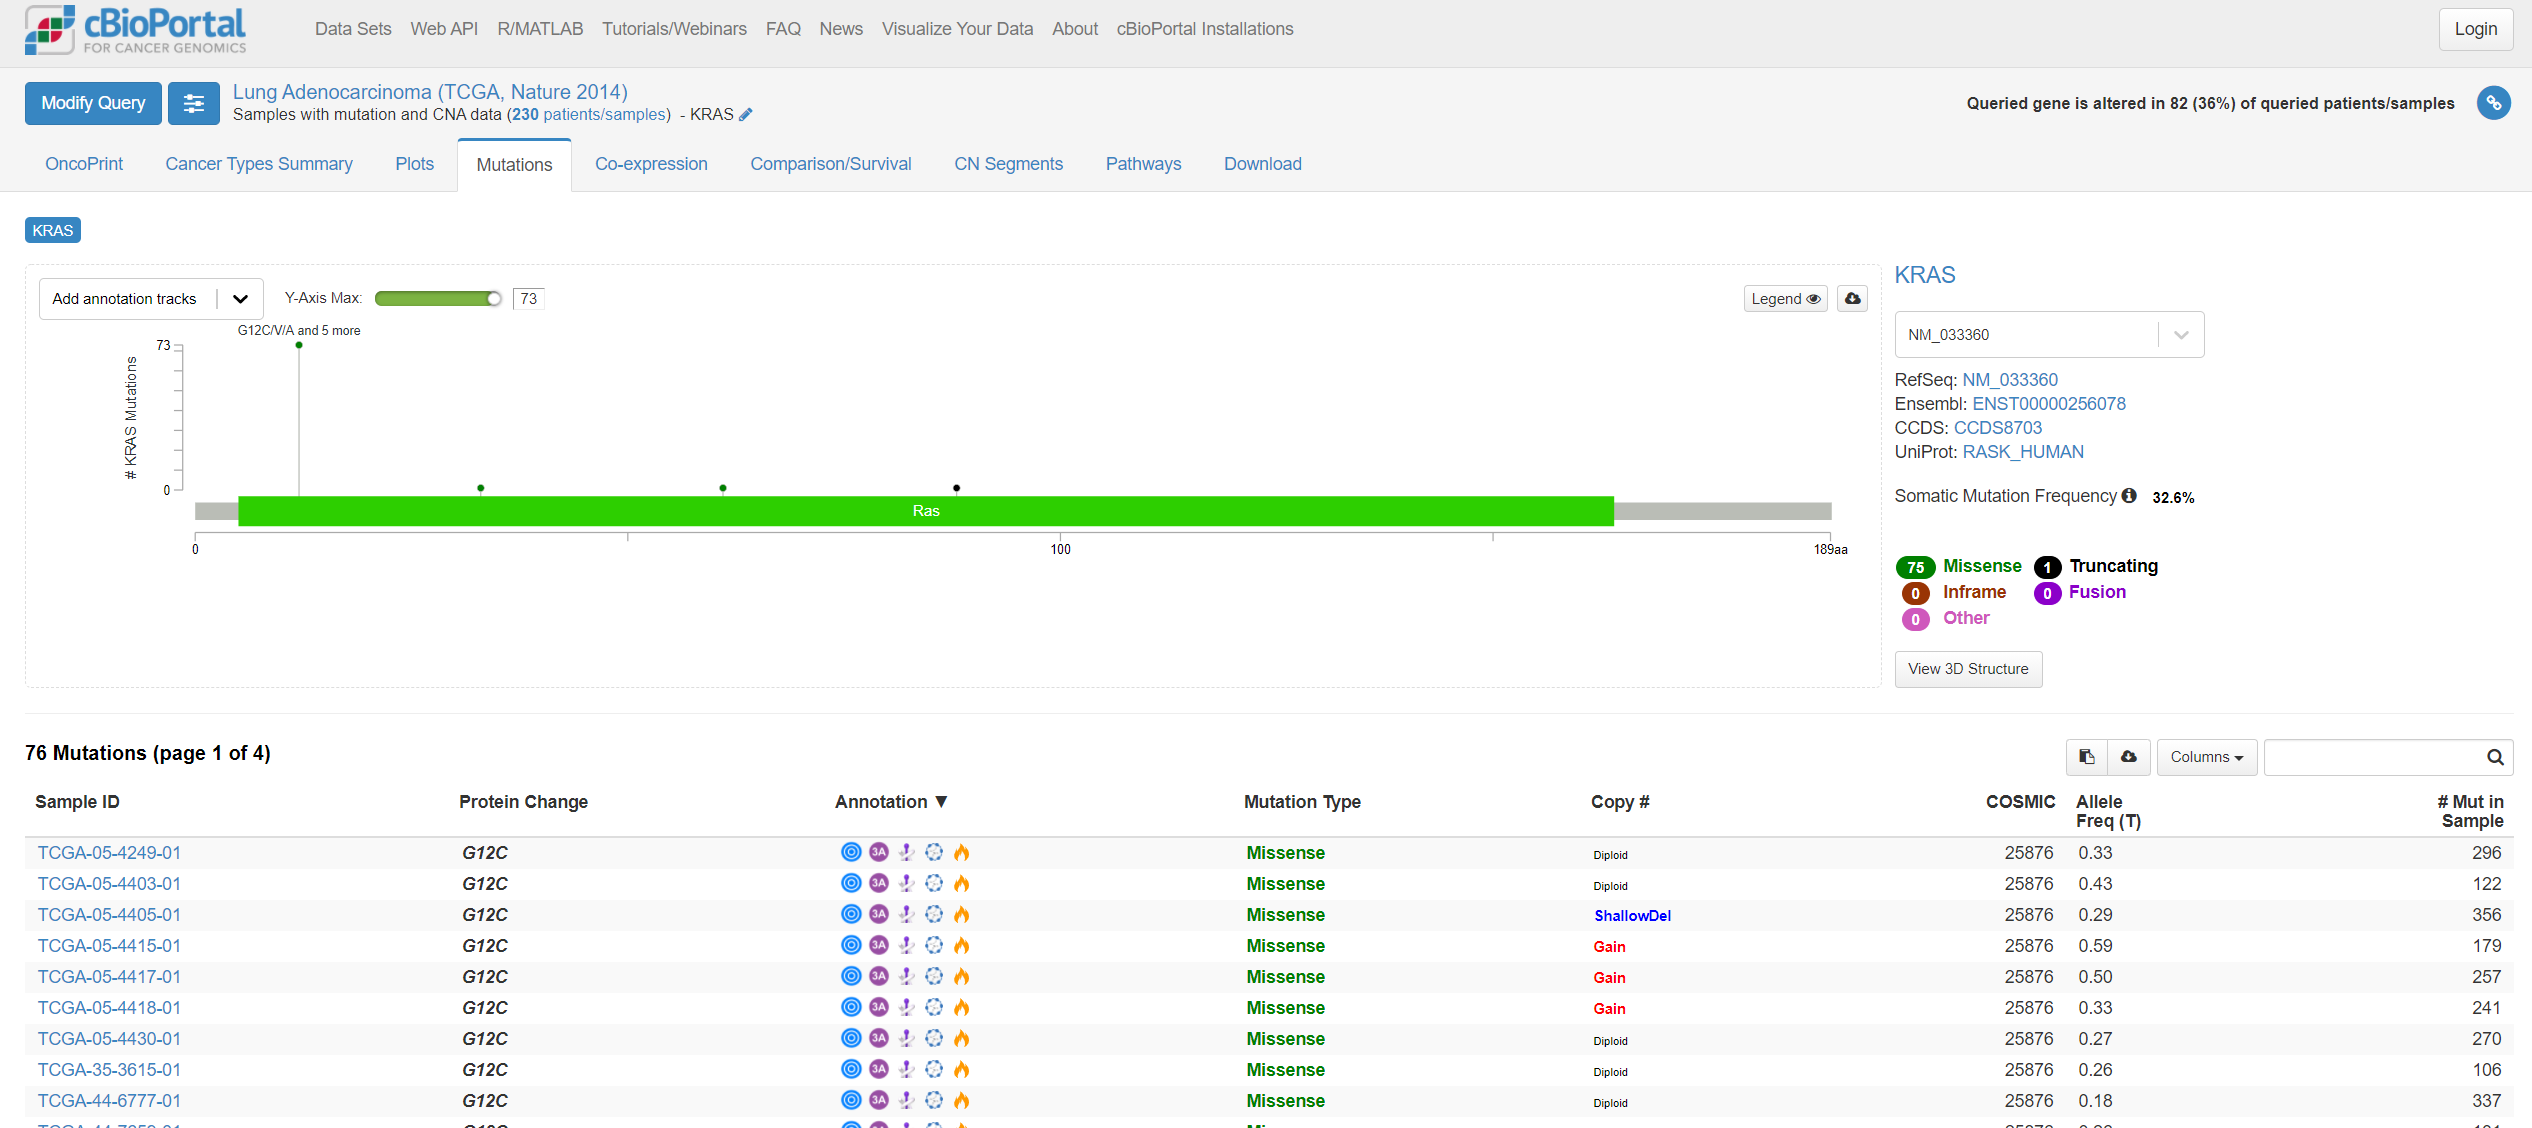 cBioPortal
FOR CANCER GENOMICS
Data Sets Web API R/MATLAB Tutorials/Webinars FAQ News Visualize Your Data About cBioPortal Installations
Login
Modify Query
Lung Adenocarcinoma (TCGA, Nature 2014)
Samples with mutation and CNA data (230 patients/samples) - KRAS
Queried gene is altered in 82 (36%) of queried patients/samples
OncoPrint Cancer Types Summary Plots Mutations Co-expression Comparison/Survival CN Segments Pathways Download
KRAS
Add annotation tracks
Y-Axis Max: 73
Legend
G12C/V/A and 5 more
73
# KRAS Mutations
0
Ras
0 100 189aa
KRAS
NM_033360
RefSeq: NM_033360
Ensembl: ENST00000256078
CCDS: CCDS8703
UniProt: RASK_HUMAN
Somatic Mutation Frequency 32.6%
75 Missense 1 Truncating
0 Inframe 0 Fusion
0 Other
View 3D Structure
76 Mutations (page 1 of 4)
Columns
Sample ID Protein Change Annotation ▼ Mutation Type Copy # COSMIC Allele Freq (T) # Mut in Sample
TCGA-05-4249-01 G12C 3A Missense Diploid 25876 0.33 296
TCGA-05-4403-01 G12C 3A Missense Diploid 25876 0.43 122
TCGA-05-4405-01 G12C 3A Missense ShallowDel 25876 0.29 356
TCGA-05-4415-01 G12C 3A Missense Gain 25876 0.59 179
TCGA-05-4417-01 G12C 3A Missense Gain 25876 0.50 257
TCGA-05-4418-01 G12C 3A Missense Gain 25876 0.33 241
TCGA-05-4430-01 G12C 3A Missense Diploid 25876 0.27 270
TCGA-35-3615-01 G12C 3A Missense Diploid 25876 0.26 106
TCGA-44-6777-01 G12C 3A Missense Diploid 25876 0.18 337